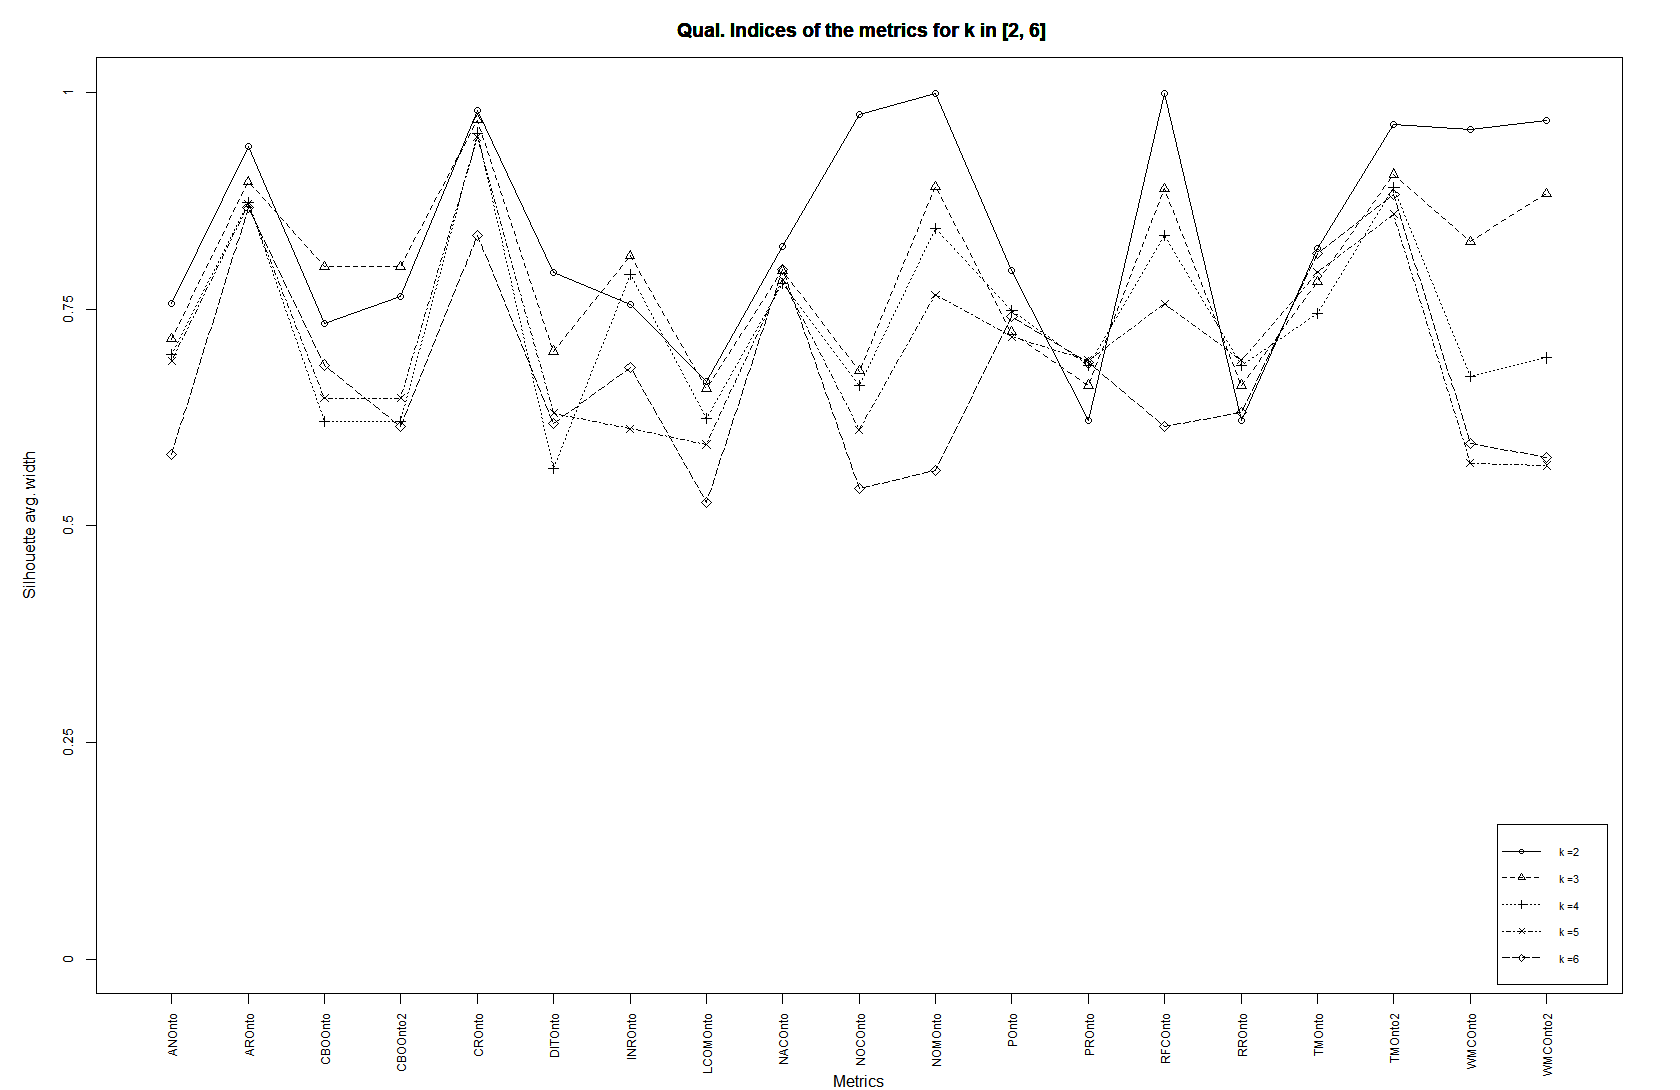 Qual. Indices of the metrics for k in [2, 6]
Silhouette avg. width
1
0.75
0.5
0.25
0
k =2
k =3
k =4
k =5
k =6
ANOnto
AROnto
CBOOnto
CBOOnto2
CROnto
DITOnto
INROnto
LCOMOnto
NACOnto
NOCOnto
NOMOnto
POnto
PROnto
RFCOnto
RROnto
TMOnto
TMOnto2
WMCOnto
WMCOnto2
Metrics